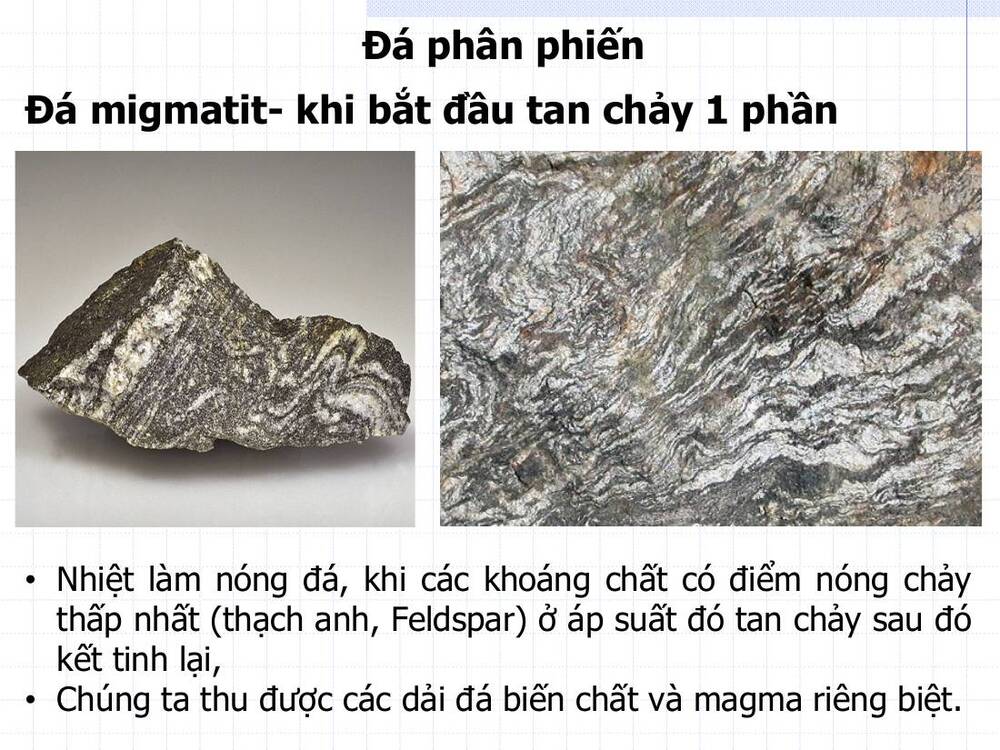 Đá phân phiến
Đá migmatit- khi bắt đầu tan chảy 1 phần
• Nhiệt làm nóng đá, khi các khoáng chất có điểm nóng chảy
thấp nhất (thạch anh, Feldspar) ở áp suất đó tan chảy sau đó
kết tinh lại,
• Chúng ta thu được các dải đá biến chất và magma riêng biệt.